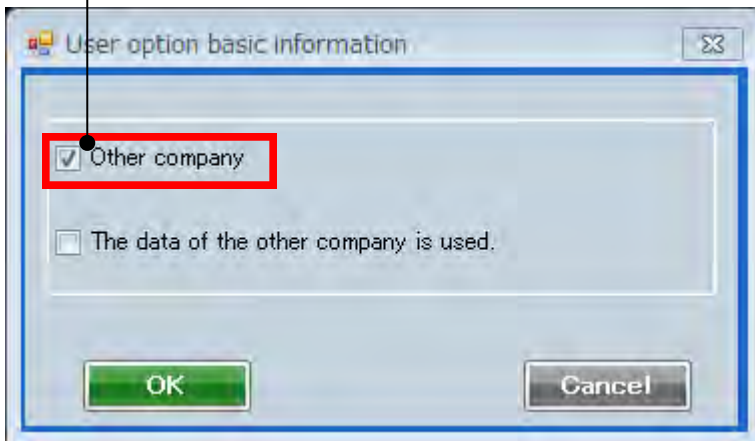 User option basic information
Other company
The data of the other company is used.
OK
Cancel